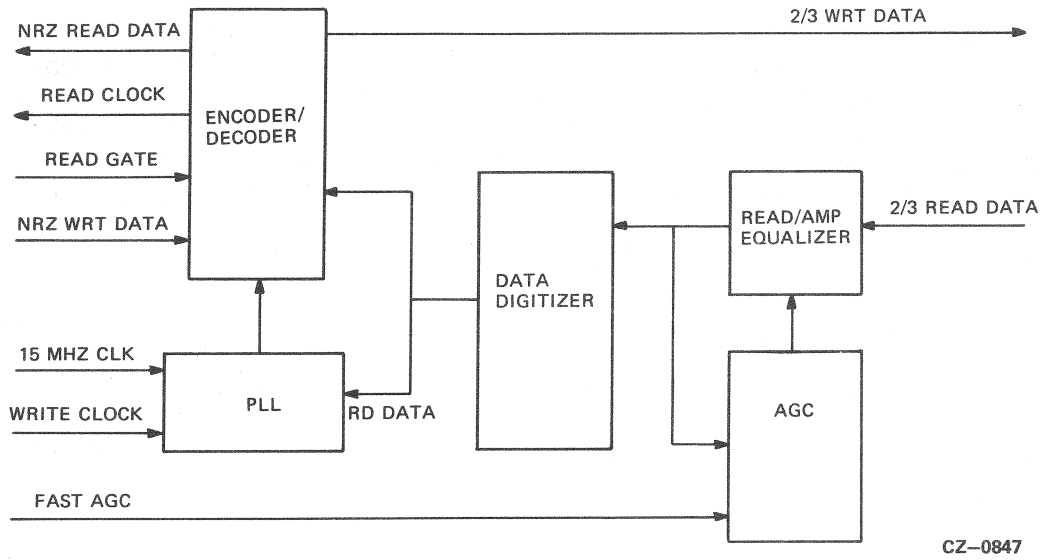 2/3 WRT DATA
NRZ READ DATA
READ CLOCK
ENCODER/
DECODER
READ GATE
NRZ WRT DATA
2/3 READ DATA
READ/AMP
EQUALIZER
DATA
DIGITIZER
15 MHZ CLK
PLL
RD DATA
WRITE CLOCK
AGC
FAST AGC
CZ–0847